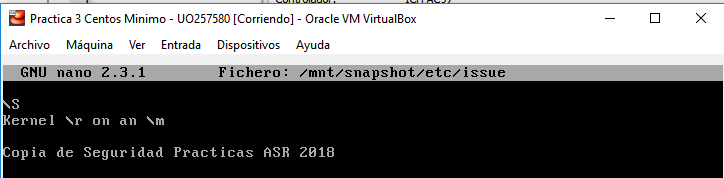 Practica 3 Centos Minimo - UO257580 [Corriendo] - Oracle VM VirtualBox
Archivo Máquina Ver Entrada Dispositivos Ayuda
GNU nano 2.3.1 Fichero: /mnt/snapshot/etc/issue
\S
Kernel \r on an \m
Copia de Seguridad Practicas ASR 2018